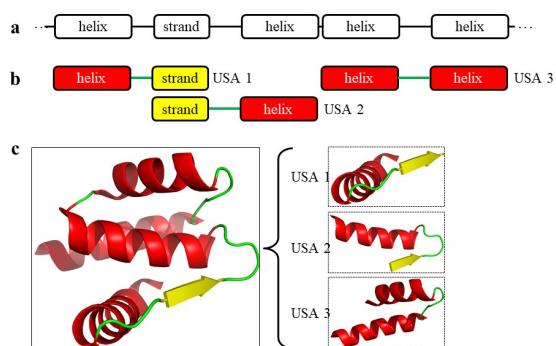 a ... helix strand helix helix helix ...
b helix strand USA 1 helix helix USA 3
strand helix USA 2
c
USA 1
USA 2
USA 3